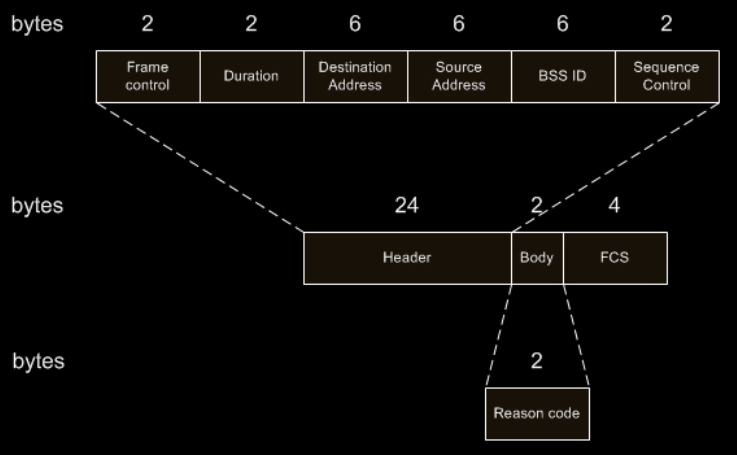 bytes 2 2 6 6 6 2
Frame control Duration Destination Address Source Address BSS ID Sequence Control
bytes 24 2 4
Header Body FCS
bytes 2
Reason code